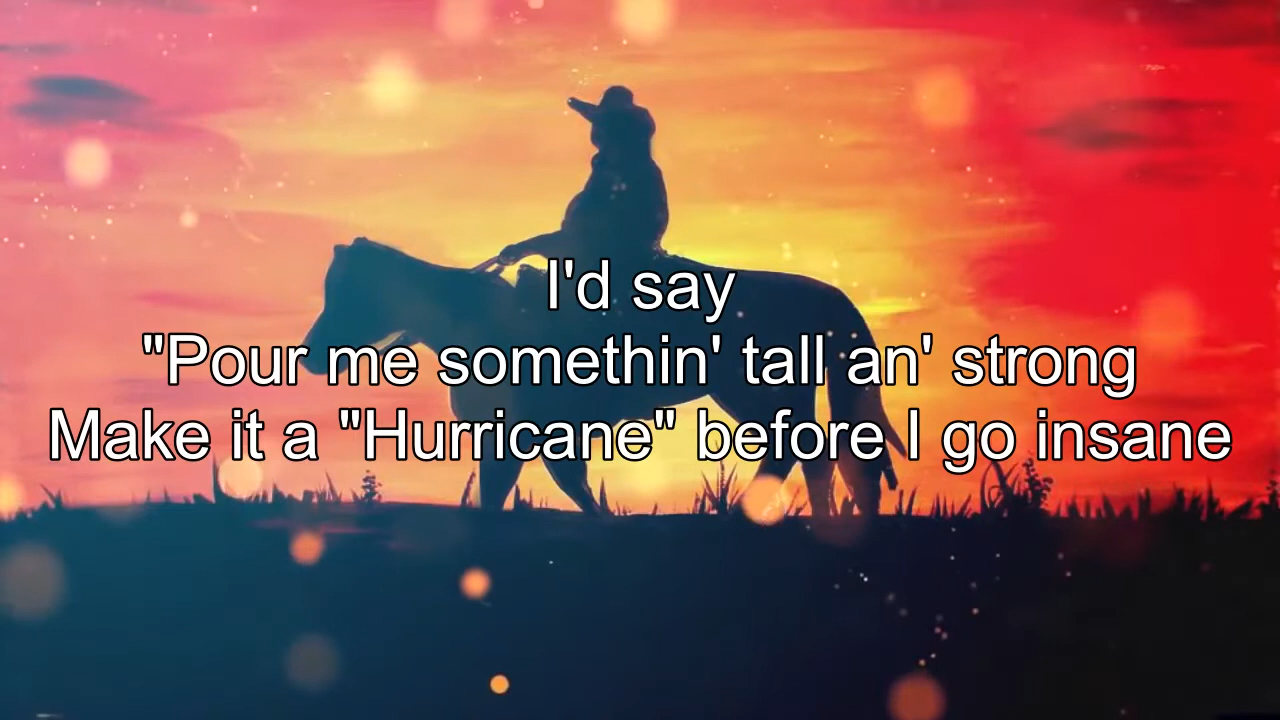 I'd say
"Pour me somethin' tall an' strong
Make it a "Hurricane" before I go insane